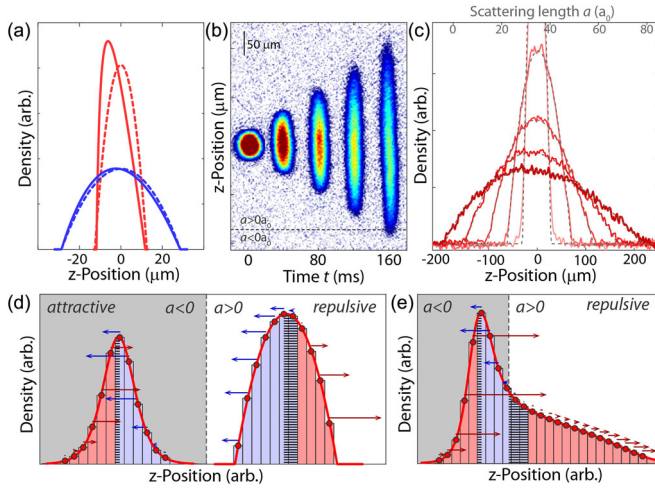 (a)
Density (arb.)
-20 0 20
z-Position (μm)
(b)
50 μm
z-Position (μm)
a>0a₀
a<0a₀
0 40 80 120 160
Time t (ms)
Scattering length a (a₀)
0 20 40 60 80
(c)
Density (arb.)
-200 -100 0 100 200
z-Position (μm)
(d)
attractive a<0 a>0 repulsive
Density (arb.)
z-Position (arb.)
(e)
a<0 a>0 repulsive
Density (arb.)
z-Position (arb.)